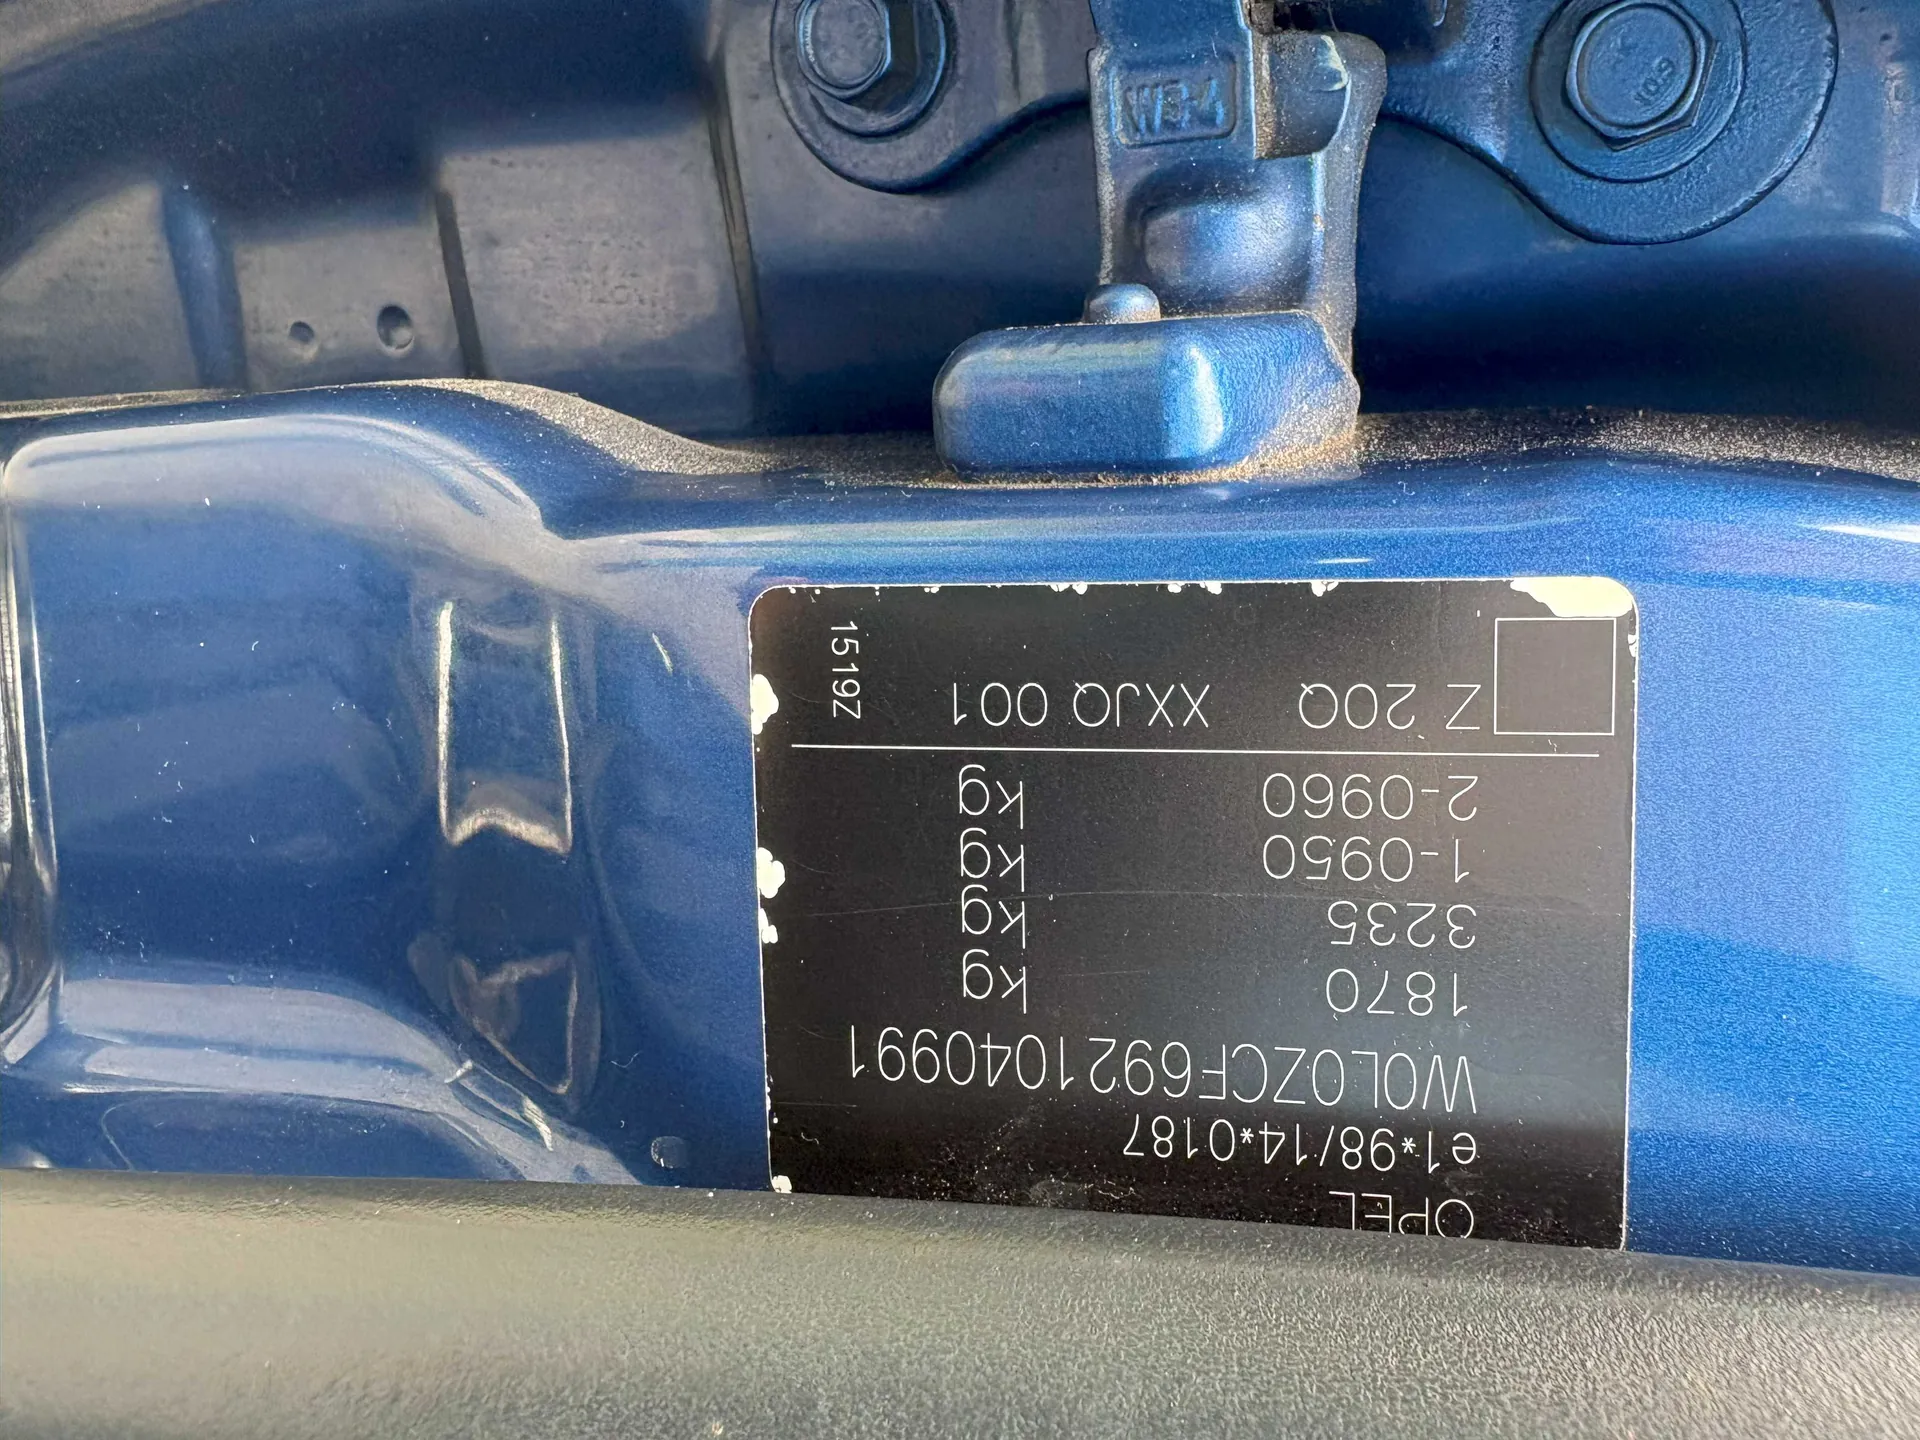 OPEL
e1*98/14*0187
W0L0ZCF6921040991
1870 kg
3235 kg
1-0950 kg
2-0960 kg
Z 20Q XXJQ 001
1519Z